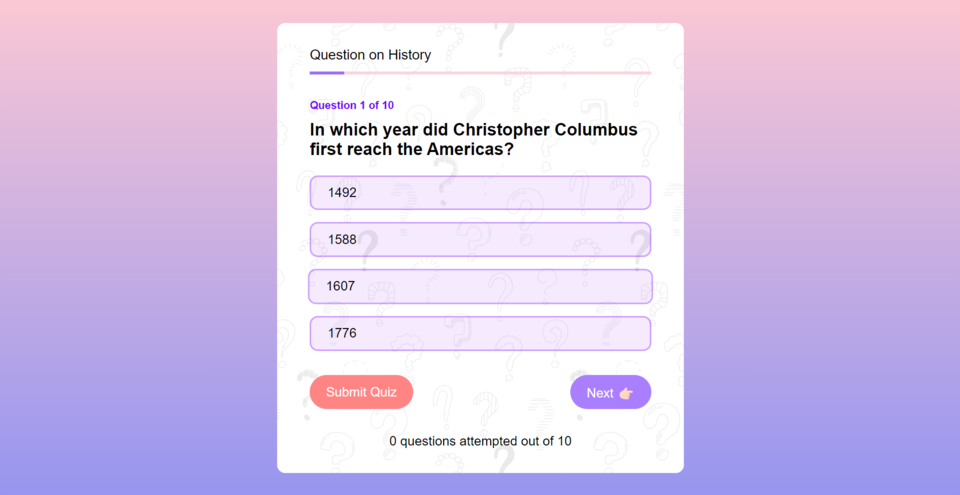 Question on History
Question 1 of 10
In which year did Christopher Columbus
first reach the Americas?
1492
1588
1607
1776
Submit Quiz
Next 👉🏻
0 questions attempted out of 10